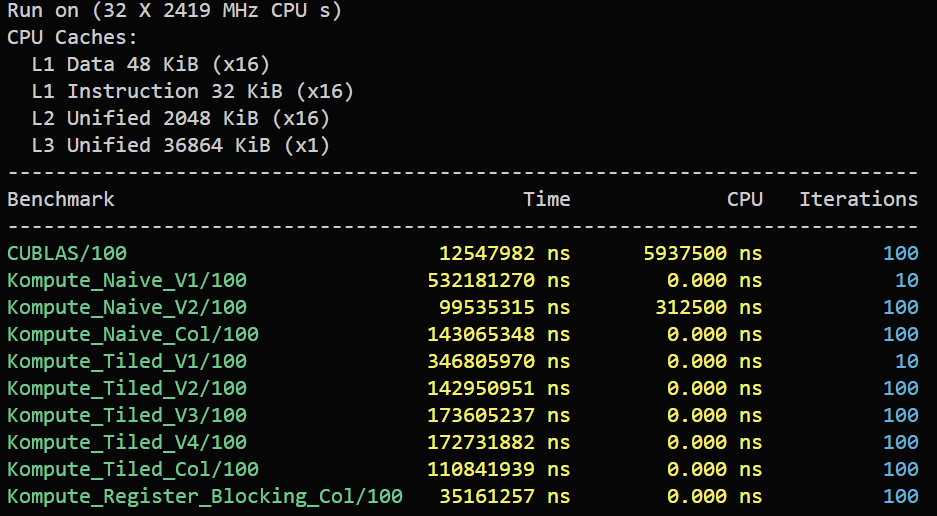 Run on (32 X 2419 MHz CPU s)
CPU Caches:
  L1 Data 48 KiB (x16)
  L1 Instruction 32 KiB (x16)
  L2 Unified 2048 KiB (x16)
  L3 Unified 36864 KiB (x1)
----------------------------------------------------------------------------
Benchmark                                  Time             CPU   Iterations
----------------------------------------------------------------------------
CUBLAS/100                          12547982 ns      5937500 ns          100
Kompute_Naive_V1/100               532181270 ns        0.000 ns           10
Kompute_Naive_V2/100                99535315 ns       312500 ns          100
Kompute_Naive_Col/100              143065348 ns        0.000 ns          100
Kompute_Tiled_V1/100               346805970 ns        0.000 ns           10
Kompute_Tiled_V2/100               142950951 ns        0.000 ns          100
Kompute_Tiled_V3/100               173605237 ns        0.000 ns          100
Kompute_Tiled_V4/100               172731882 ns        0.000 ns          100
Kompute_Tiled_Col/100              110841939 ns        0.000 ns          100
Kompute_Register_Blocking_Col/100   35161257 ns        0.000 ns          100